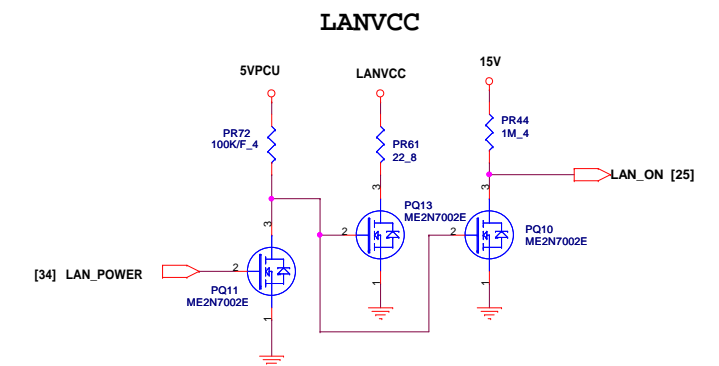 LANVCC
5VPCU
LANVCC
15V
PR72
100K/F_4
PR61
22_8
PR44
1M_4
3
3
3
LAN_ON [25]
PQ13
ME2N7002E
PQ10
ME2N7002E
2
2
2
[34] LAN_POWER
PQ11
ME2N7002E
1
1
1